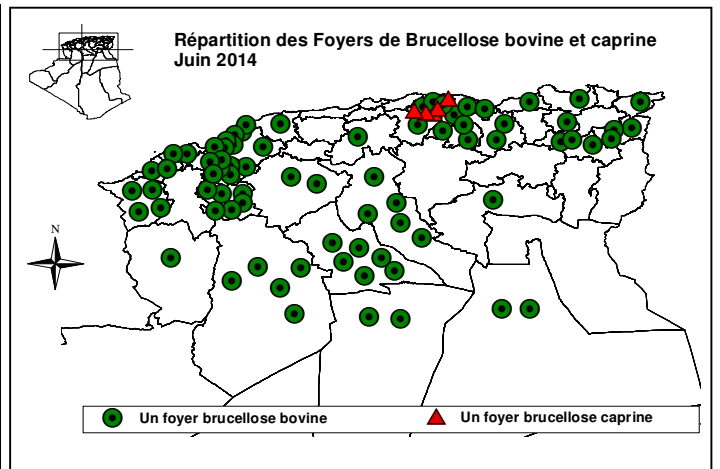 Répartition des Foyers de Brucellose bovine et caprine
Juin 2014
N
Un foyer brucellose bovine
Un foyer brucellose caprine